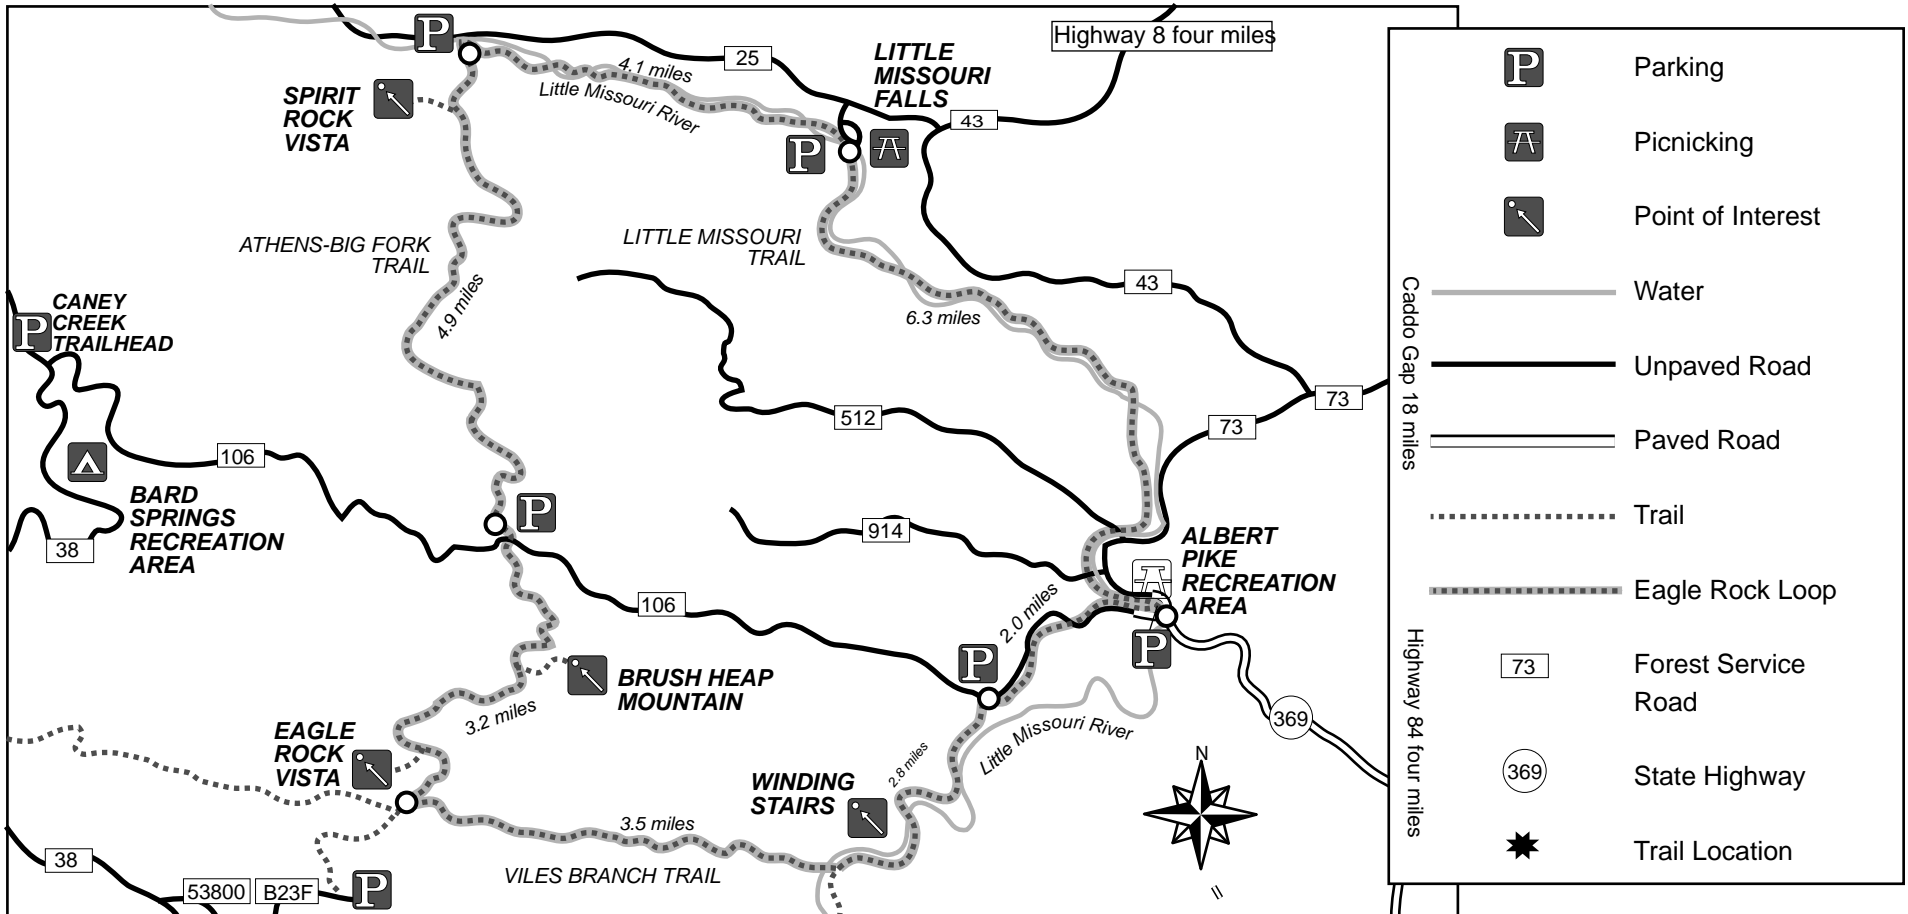 Highway 8 four miles
P
25
LITTLE
MISSOURI
FALLS
4.1 miles
Little Missouri River
43
SPIRIT
ROCK
VISTA
P
ATHENS-BIG FORK
TRAIL
LITTLE MISSOURI
TRAIL
43
4.9 miles
6.3 miles
CANEY
CREEK
TRAILHEAD
P
73
73
512
106
BARD
SPRINGS
RECREATION
AREA
38
P
914
ALBERT
PIKE
RECREATION
AREA
106
2.0 miles
P
P
BRUSH HEAP
MOUNTAIN
3.2 miles
369
Little Missouri River
EAGLE
ROCK
VISTA
2.8 miles
WINDING
STAIRS
N
3.5 miles
VILES BRANCH TRAIL
38
53800
B23F
P
Caddo Gap 18 miles
Highway 84 four miles
P
Parking
Picnicking
Point of Interest
Water
Unpaved Road
Paved Road
Trail
Eagle Rock Loop
73
Forest Service
Road
369
State Highway
Trail Location